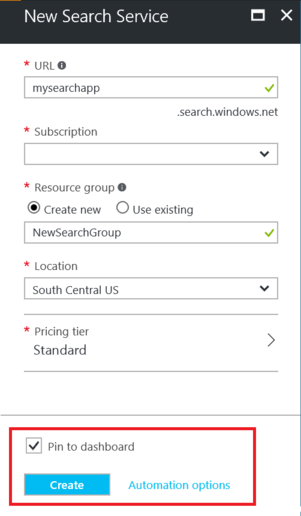 New Search Service
* URL
mysearchapp
.search.windows.net
* Subscription
* Resource group
Create new Use existing
NewSearchGroup
* Location
South Central US
* Pricing tier
Standard
Pin to dashboard
Create Automation options